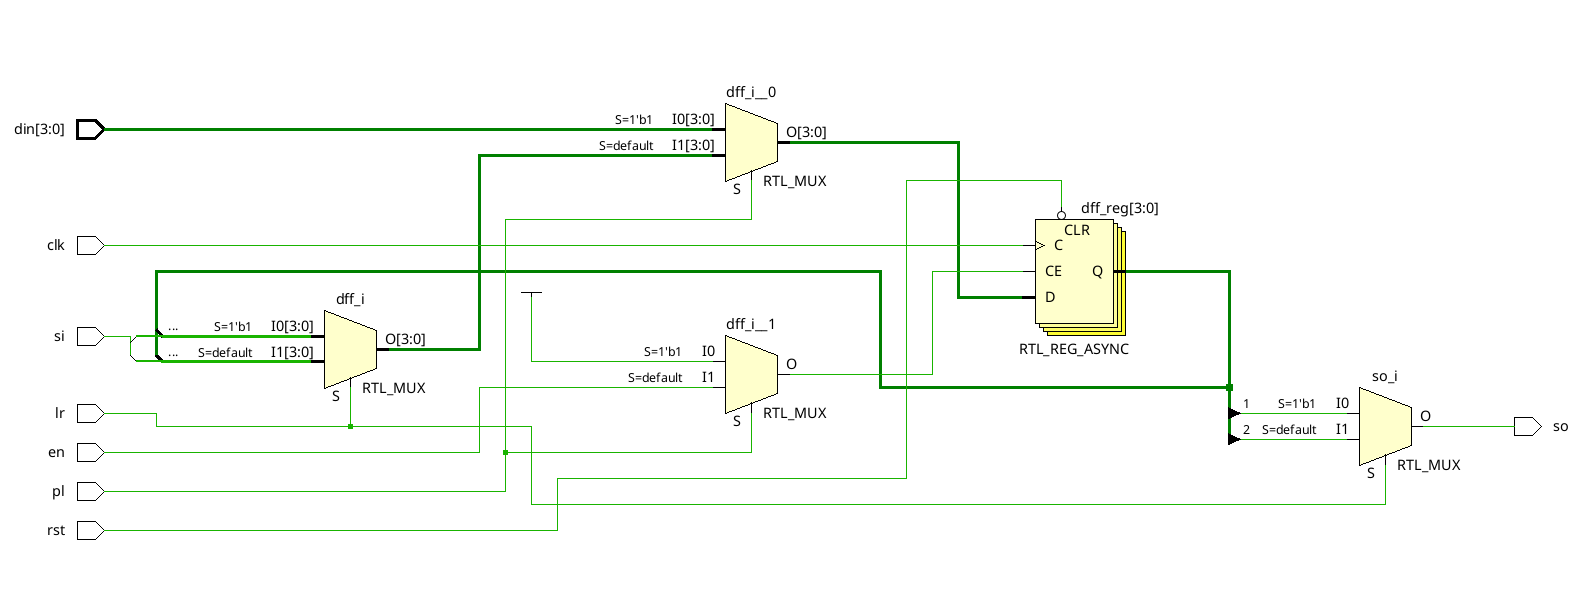 dff_i__0
din[3:0]
S=1'b1 I0[3:0]
S=default I1[3:0]
O[3:0]
S
RTL_MUX
dff_reg[3:0]
CLR
clk
C
CE Q
D
RTL_REG_ASYNC
dff_i
si
... S=1'b1 I0[3:0]
... S=default I1[3:0]
O[3:0]
S
RTL_MUX
dff_i__1
S=1'b1 I0
S=default I1
O
S
RTL_MUX
lr
en
pl
rst
so_i
1 S=1'b1 I0
2 S=default I1
O
S
RTL_MUX
so